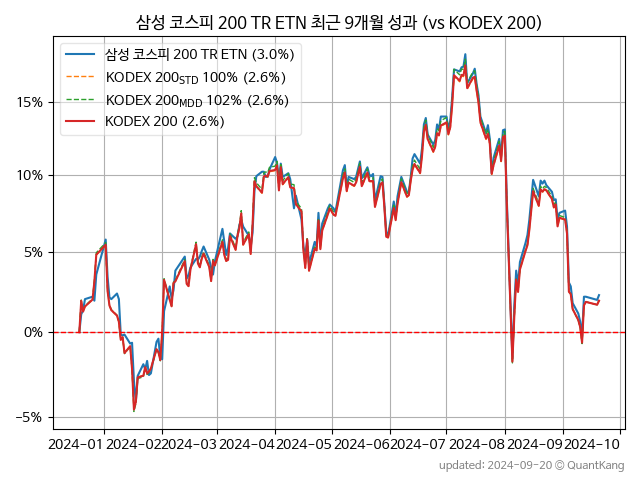 삼성 코스피 200 TR ETN 최근 9개월 성과 (vs KODEX 200)
삼성 코스피 200 TR ETN (3.0%)
KODEX 200STD 100% (2.6%)
KODEX 200MDD 102% (2.6%)
KODEX 200 (2.6%)
15%
10%
5%
0%
−5%
2024-01 2024-02 2024-03 2024-04 2024-05 2024-06 2024-07 2024-08 2024-09 2024-10
updated: 2024-09-20 © QuantKang